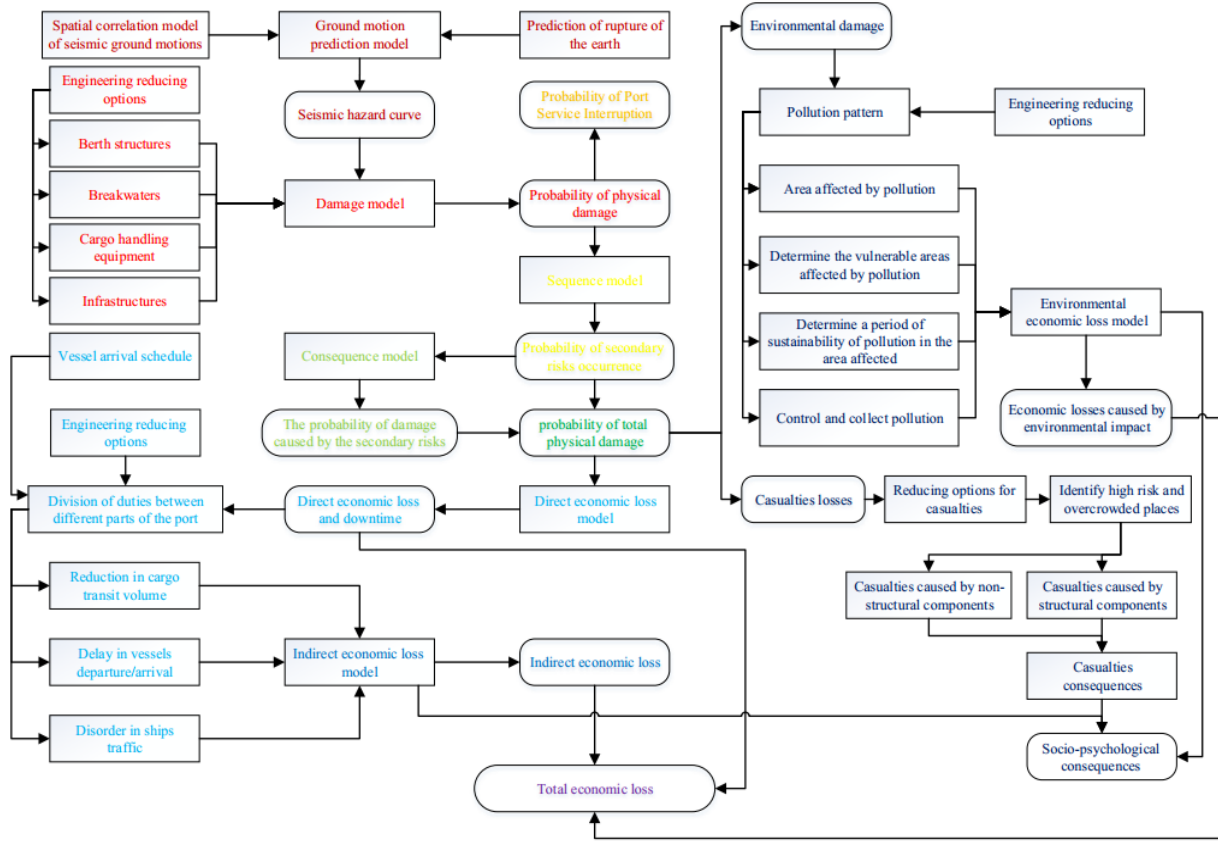 Spatial correlation model
of seismic ground motions
Ground motion
prediction model
Prediction of rupture of
the earth
Environmental damage
Engineering reducing
options
Seismic hazard curve
Probability of Port
Service Interruption
Pollution pattern
Engineering reducing
options
Berth structures
Breakwaters
Cargo handling
equipment
Infrastructures
Damage model
Probability of physical
damage
Area affected by pollution
Determine the vulnerable areas
affected by pollution
Determine a period of
sustainability of pollution in the
area affected
Control and collect pollution
Environmental
economic loss model
Economic losses caused by
environmental impact
Sequence model
Vessel arrival schedule
Consequence model
Probability of secondary
risks occurrence
Engineering reducing
options
The probability of damage
caused by the secondary risks
probability of total
physical damage
Division of duties between
different parts of the port
Direct economic loss
and downtime
Direct economic loss
model
Casualties losses
Reducing options for
casualties
Identify high risk and
overcrowded places
Reduction in cargo
transit volume
Casualties caused by non-
structural components
Casualties caused by
structural components
Delay in vessels
departure/arrival
Indirect economic loss
model
Indirect economic loss
Casualties
consequences
Disorder in ships
traffic
Socio-psychological
consequences
Total economic loss